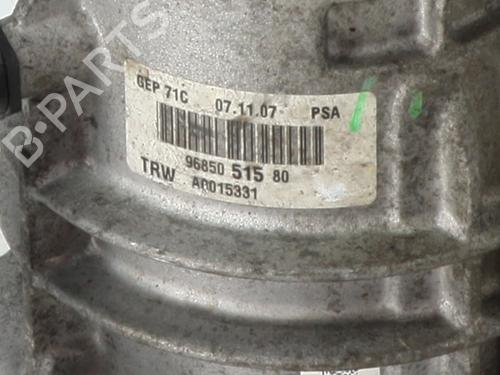 GEP 71C 07.11.07 PSA
96850 515 80
TRW A0015331
B-PARTS